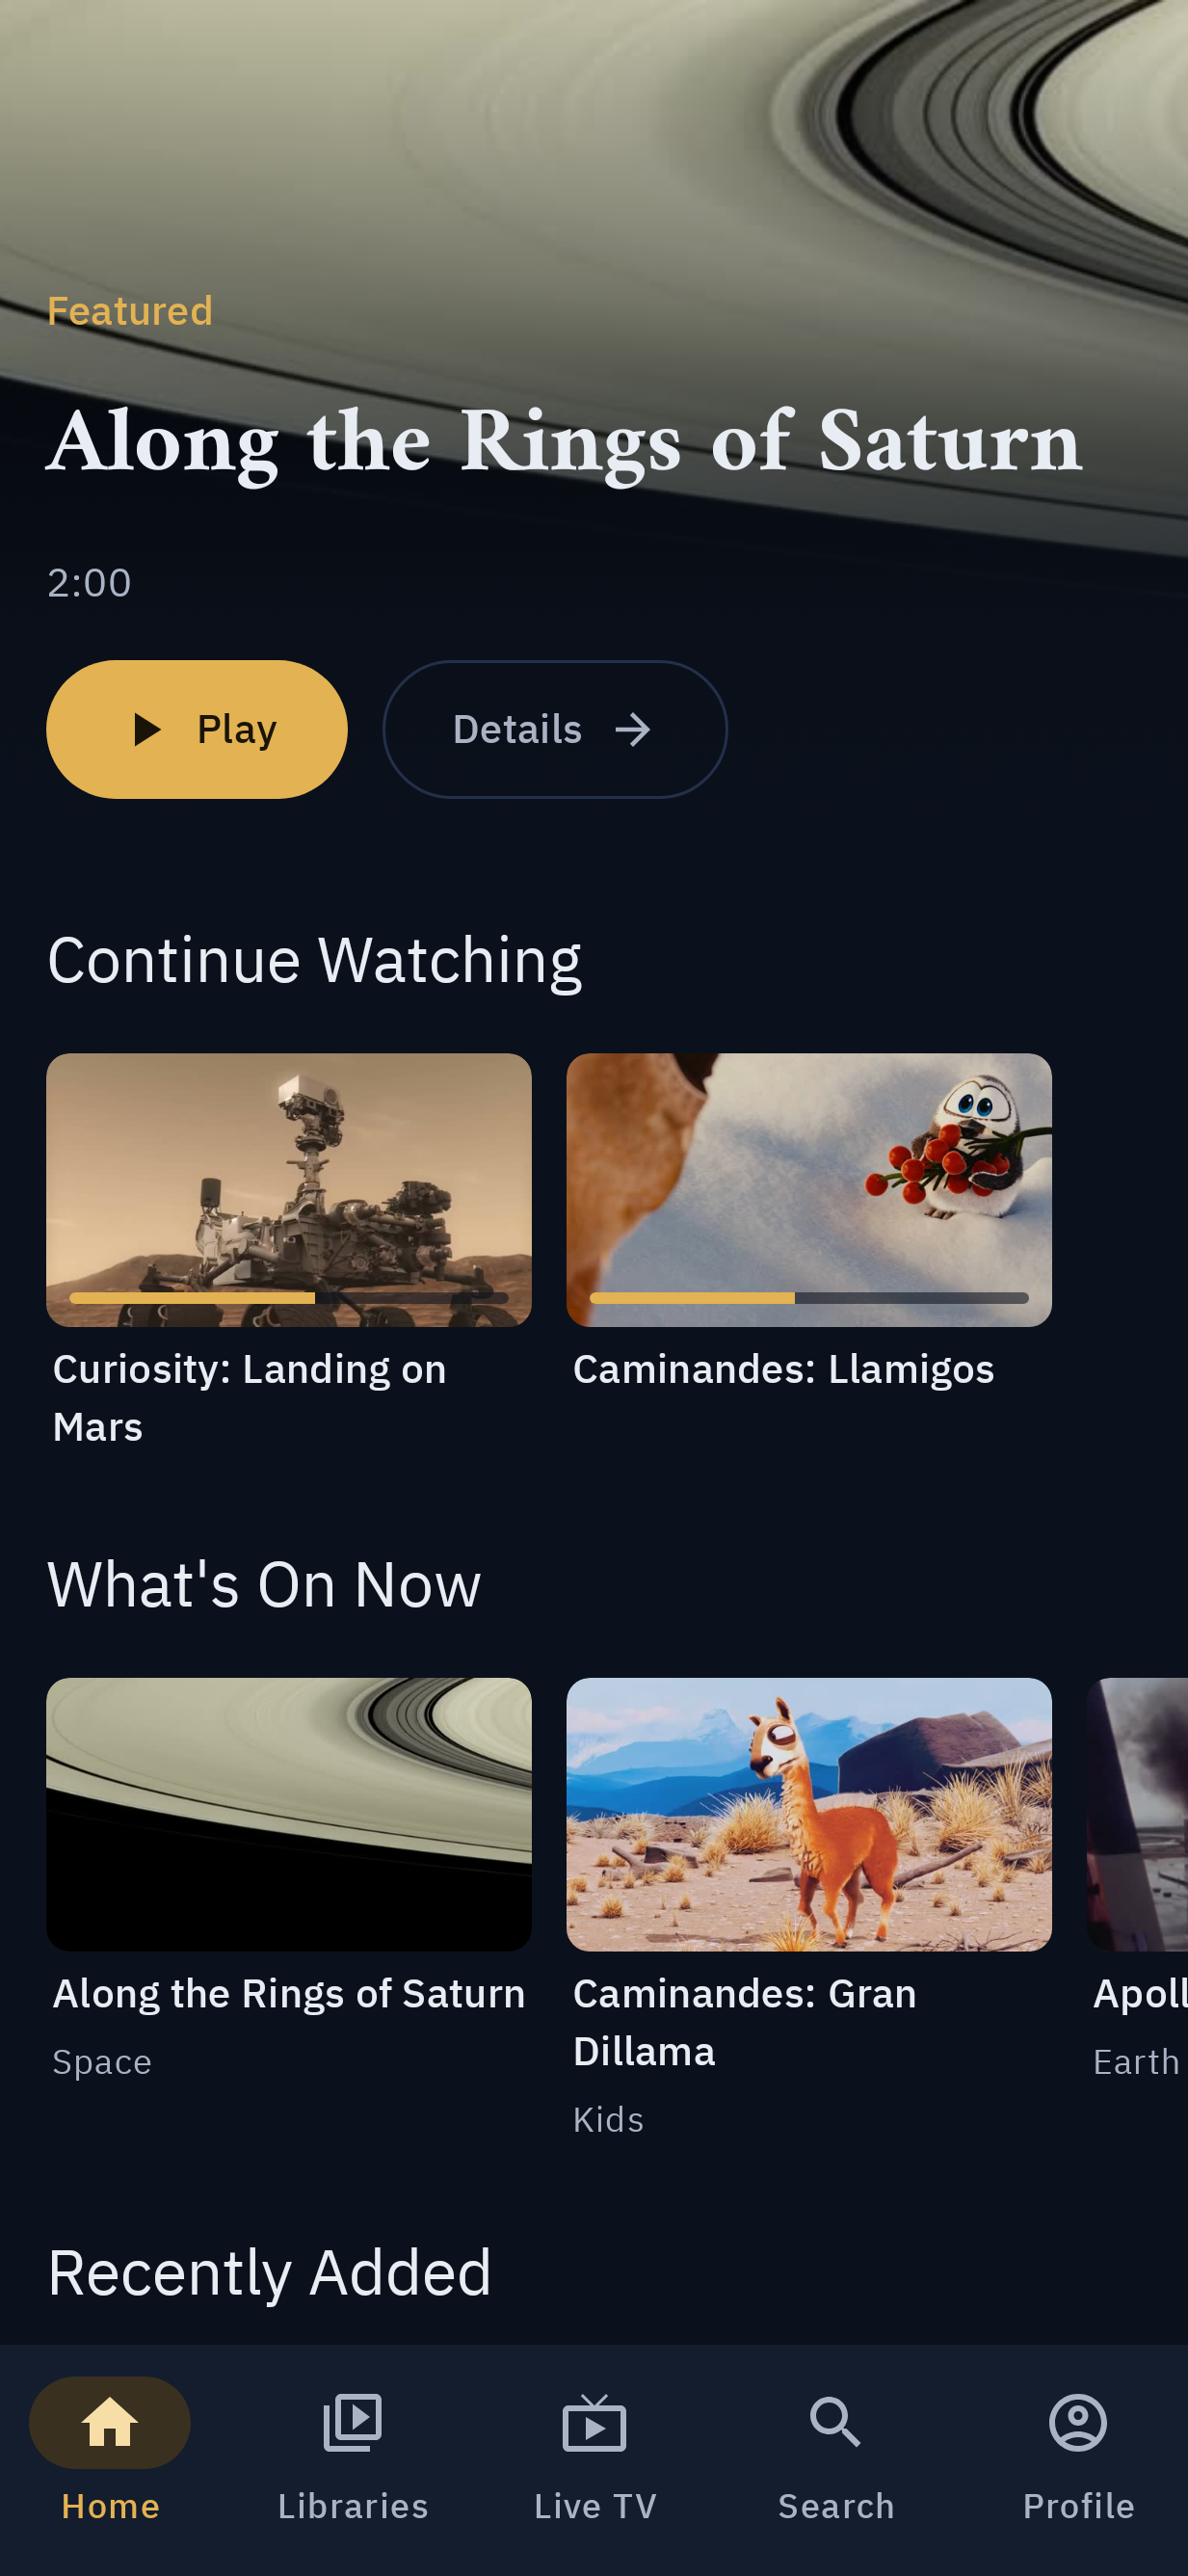 Featured
Along the Rings of Saturn
2:00
Play
Details
Continue Watching
Curiosity: Landing on
Mars
Caminandes: Llamigos
What's On Now
Along the Rings of Saturn
Space
Caminandes: Gran
Dillama
Kids
Earth
Recently Added
Home
Libraries
Live TV
Search
Profile